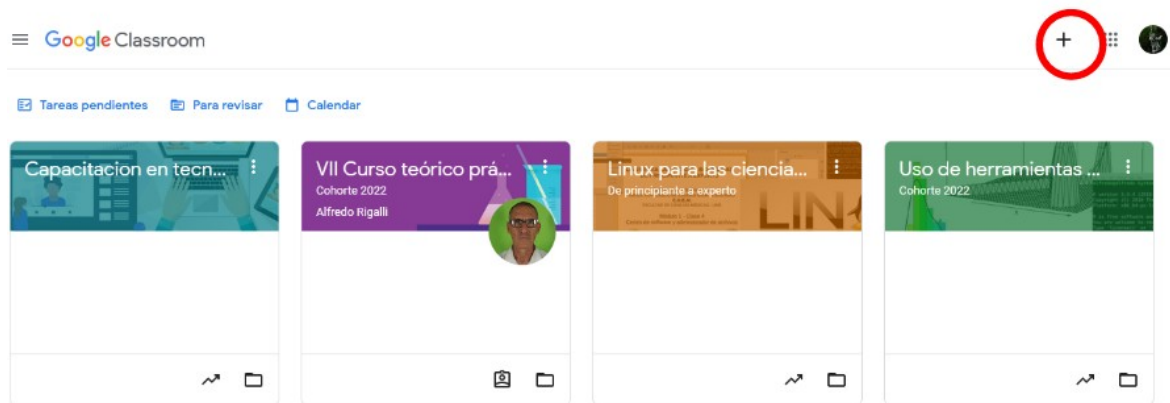 Google Classroom
Tareas pendientes Para revisar Calendar
Capacitacion en tecn...
VII Curso teórico prá...
Cohorte 2022
Alfredo Rigalli
Linux para las ciencia...
De principiante a experto
LIN
Uso de herramientas ...
Cohorte 2022